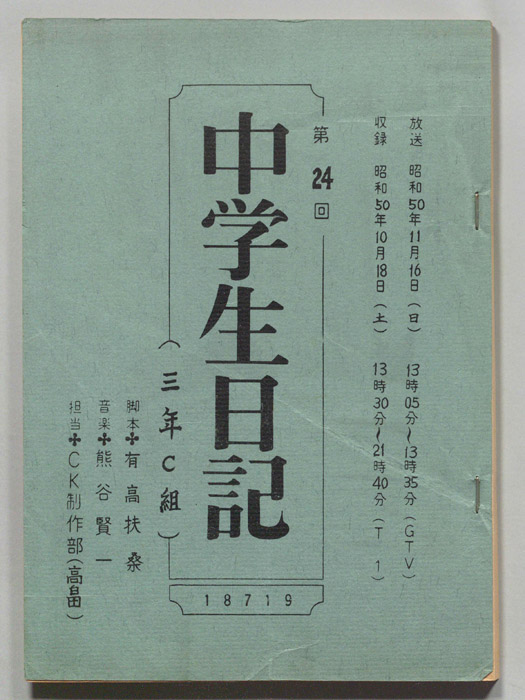 放送 昭和50年11月16日(日) 13時05分~13時35分(GTV)
収録 昭和50年10月18日(土) 13時30分~21時40分(T1)
第24回
中学生日記
(三年C組)
脚本✤有高扶桑
音楽✤熊谷賢一
担当✤CK制作部(高畠)
18719